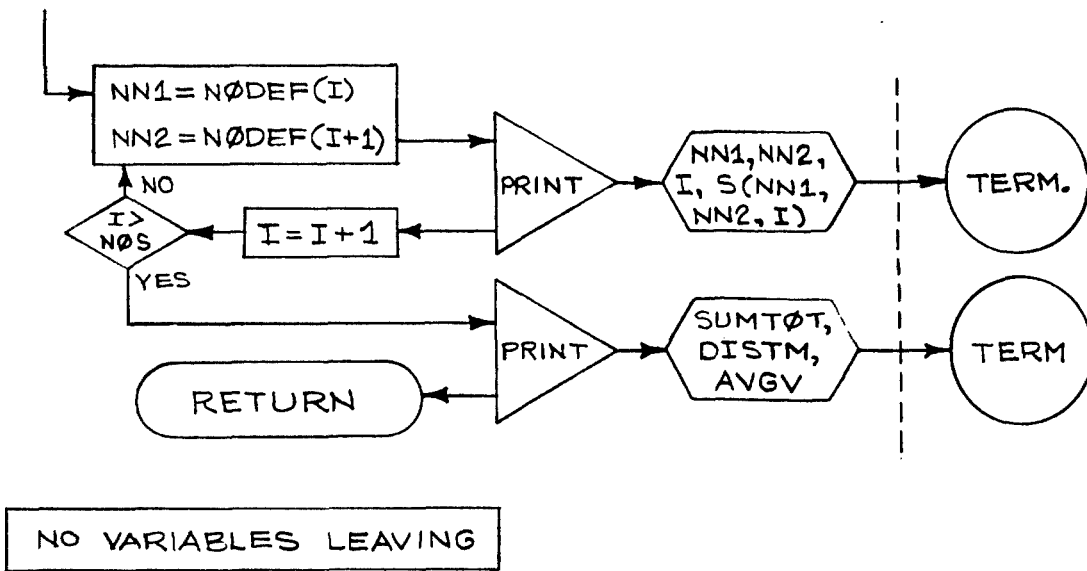 NN1 = NØDEF(I)
NN2 = NØDEF(I+1)
PRINT
NN1, NN2,
I, S(NN1,
NN2, I)
TERM.
NO
I >
NØS
I = I + 1
YES
PRINT
SUMTØT,
DISTM,
AVGV
TERM
RETURN
NO VARIABLES LEAVING